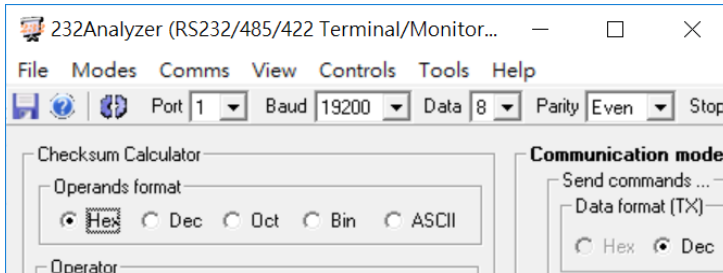 232Analyzer (RS232/485/422 Terminal/Monitor...
File Modes Comms View Controls Tools Help
Port 1 Baud 19200 Data 8 Parity Even Stop
Checksum Calculator
Operands format
Hex Dec Oct Bin ASCII
Operator
Communication mode
Send commands ...
Data format (TX)
Hex Dec